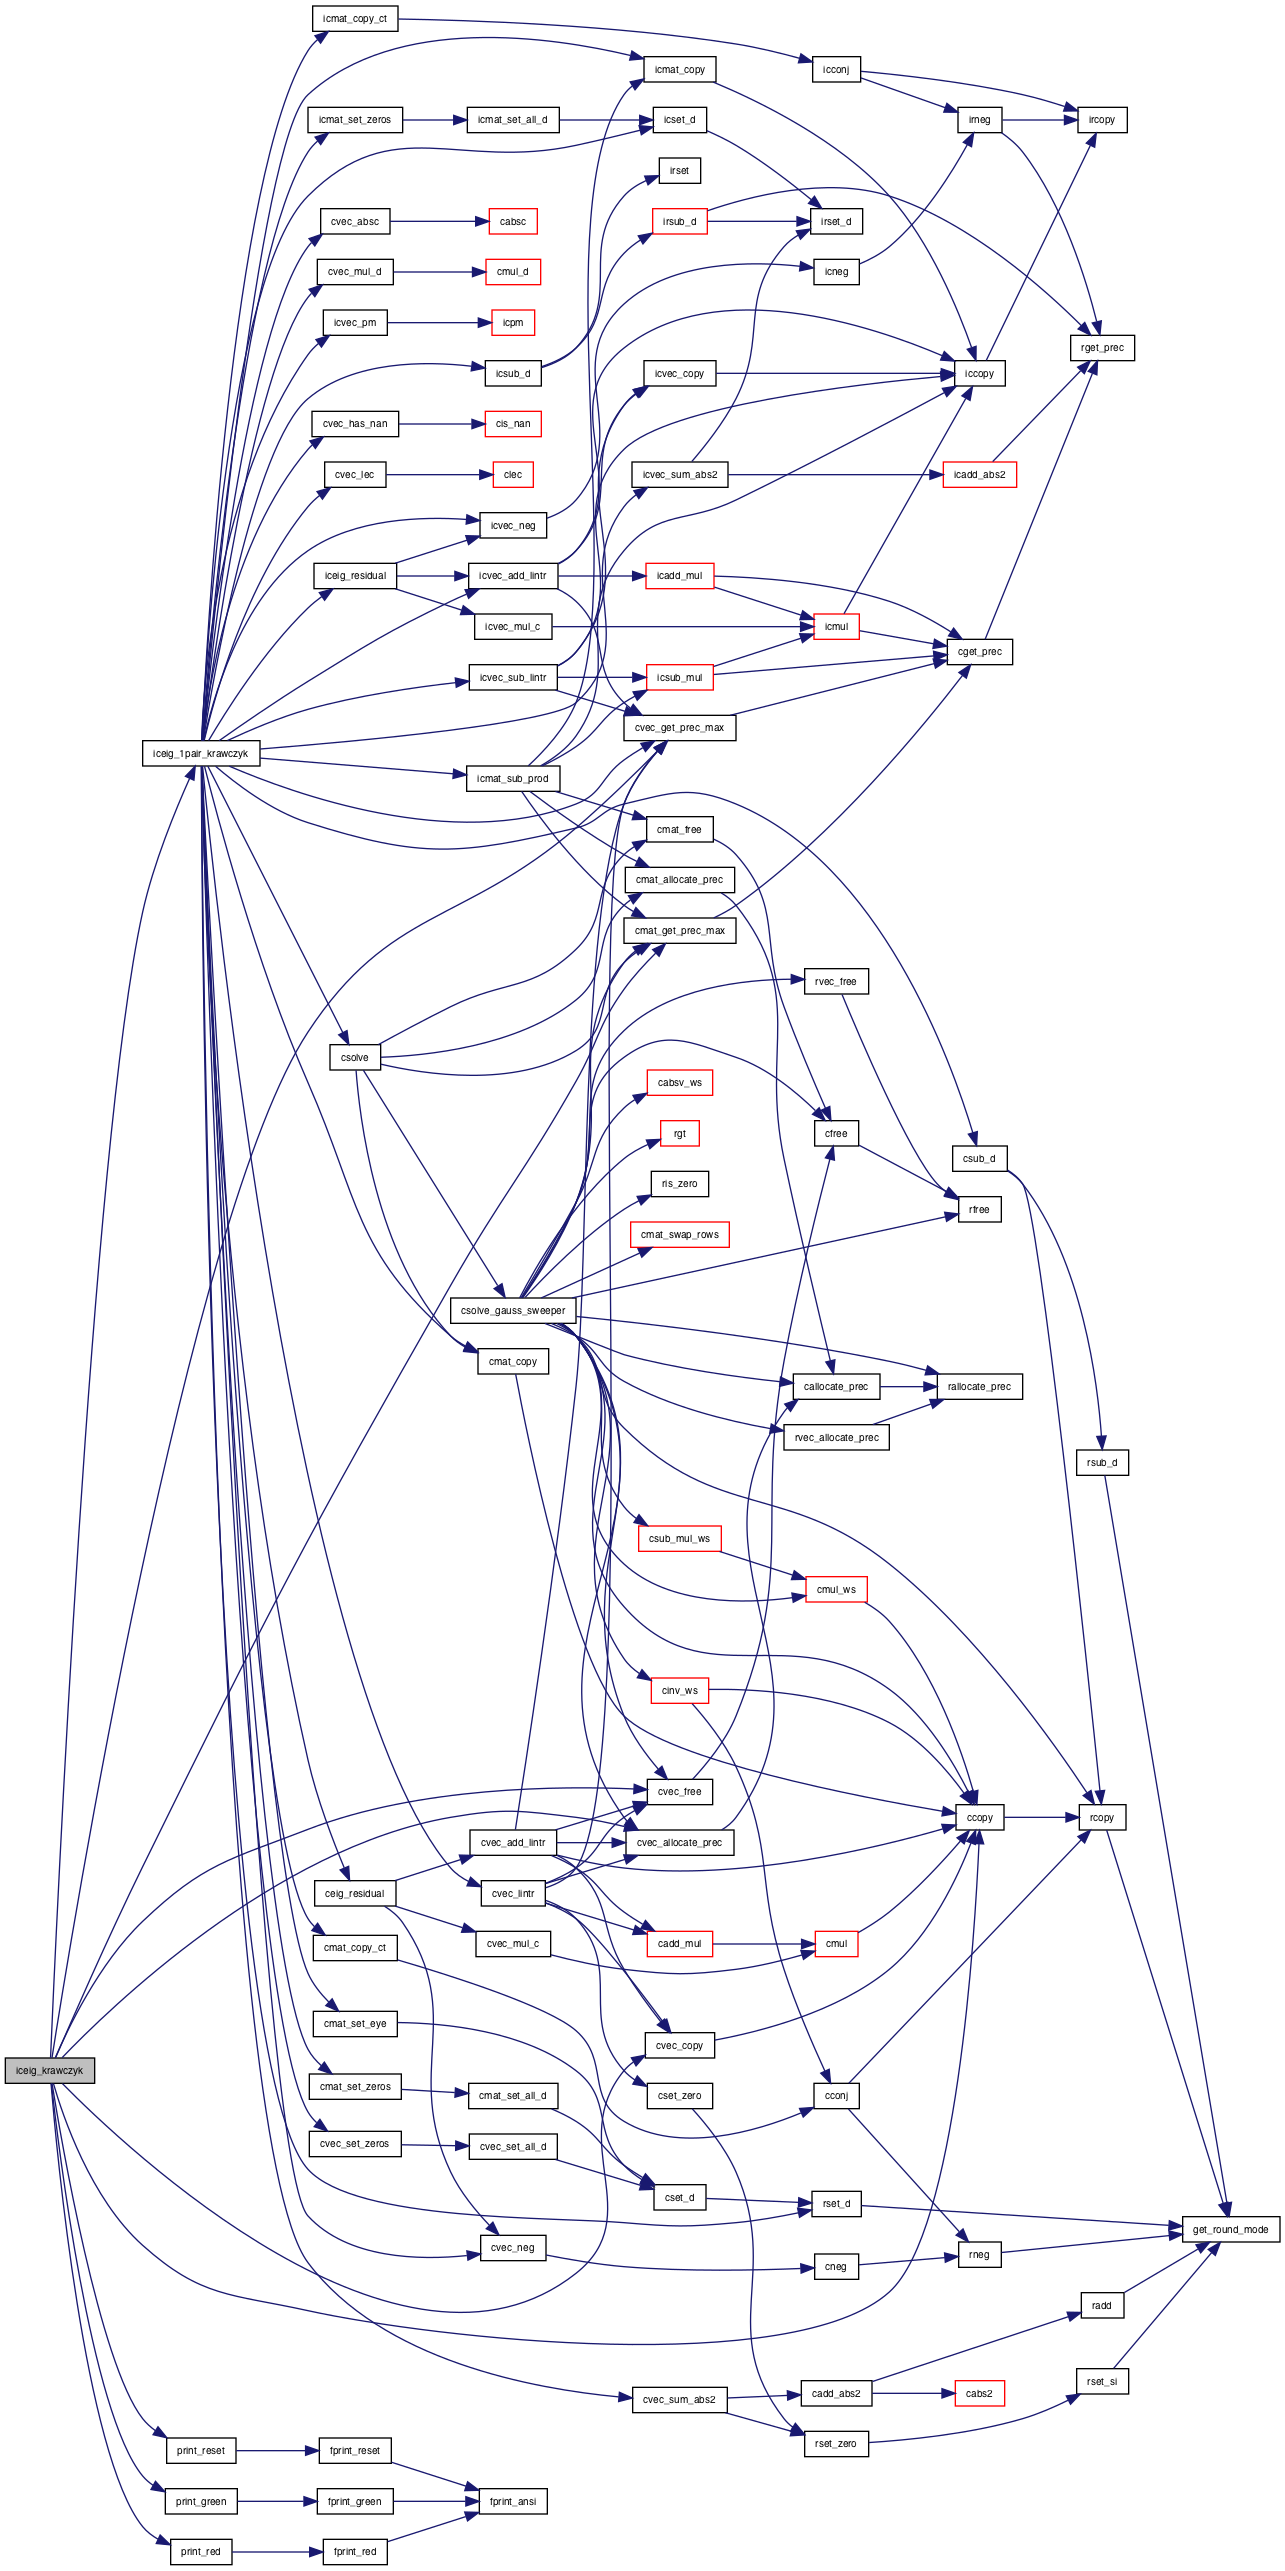 icmat_copy_ct
icmat_copy
icconj
icmat_set_zeros
icmat_set_all_d
icset_d
irneg
ircopy
irset
cvec_absc
cabsc
irsub_d
irset_d
cvec_mul_d
cmul_d
icneg
icvec_pm
icpm
rget_prec
icsub_d
icvec_copy
iccopy
cvec_has_nan
cis_nan
cvec_lec
clec
icvec_sum_abs2
icadd_abs2
icvec_neg
iceig_residual
icvec_add_lintr
icadd_mul
icvec_mul_c
icmul
cget_prec
icvec_sub_lintr
icsub_mul
cvec_get_prec_max
iceig_1pair_krawczyk
icmat_sub_prod
cmat_free
cmat_allocate_prec
cmat_get_prec_max
rvec_free
csolve
cabsv_ws
rgt
cfree
csub_d
ris_zero
rfree
cmat_swap_rows
csolve_gauss_sweeper
cmat_copy
callocate_prec
rallocate_prec
rvec_allocate_prec
rsub_d
csub_mul_ws
cmul_ws
cinv_ws
cvec_free
ccopy
rcopy
cvec_add_lintr
cvec_allocate_prec
ceig_residual
cvec_lintr
cmat_copy_ct
cvec_mul_c
cadd_mul
cmul
cmat_set_eye
cvec_copy
iceig_krawczyk
cmat_set_zeros
cmat_set_all_d
cset_zero
cconj
cvec_set_zeros
cvec_set_all_d
cset_d
rset_d
get_round_mode
cvec_neg
cneg
rneg
radd
rset_si
cvec_sum_abs2
cadd_abs2
cabs2
rset_zero
print_reset
fprint_reset
print_green
fprint_green
fprint_ansi
print_red
fprint_red